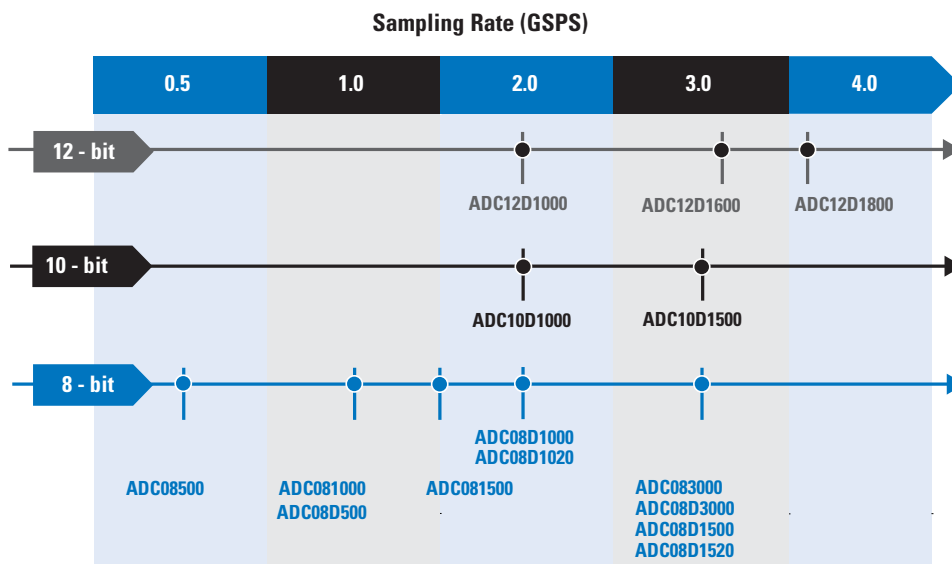 Sampling Rate (GSPS)
0.5 1.0 2.0 3.0 4.0
12 - bit
ADC12D1000 ADC12D1600 ADC12D1800
10 - bit
ADC10D1000 ADC10D1500
8 - bit
ADC08D1000
ADC08D1020
ADC08500 ADC081000 ADC081500 ADC083000
ADC08D500 ADC08D3000
ADC08D1500
ADC08D1520